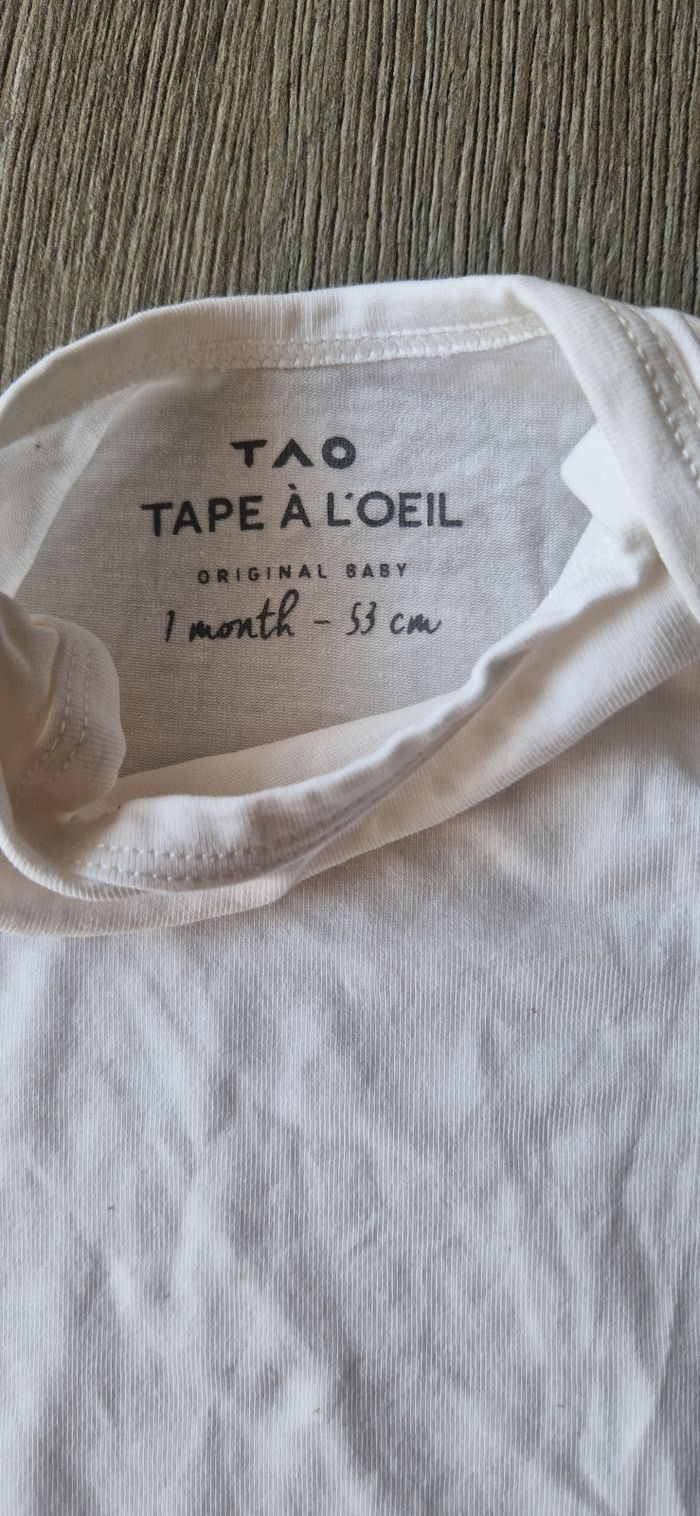 TAO
TAPE À L'OEIL
ORIGINAL BABY
1 month - 53 cm